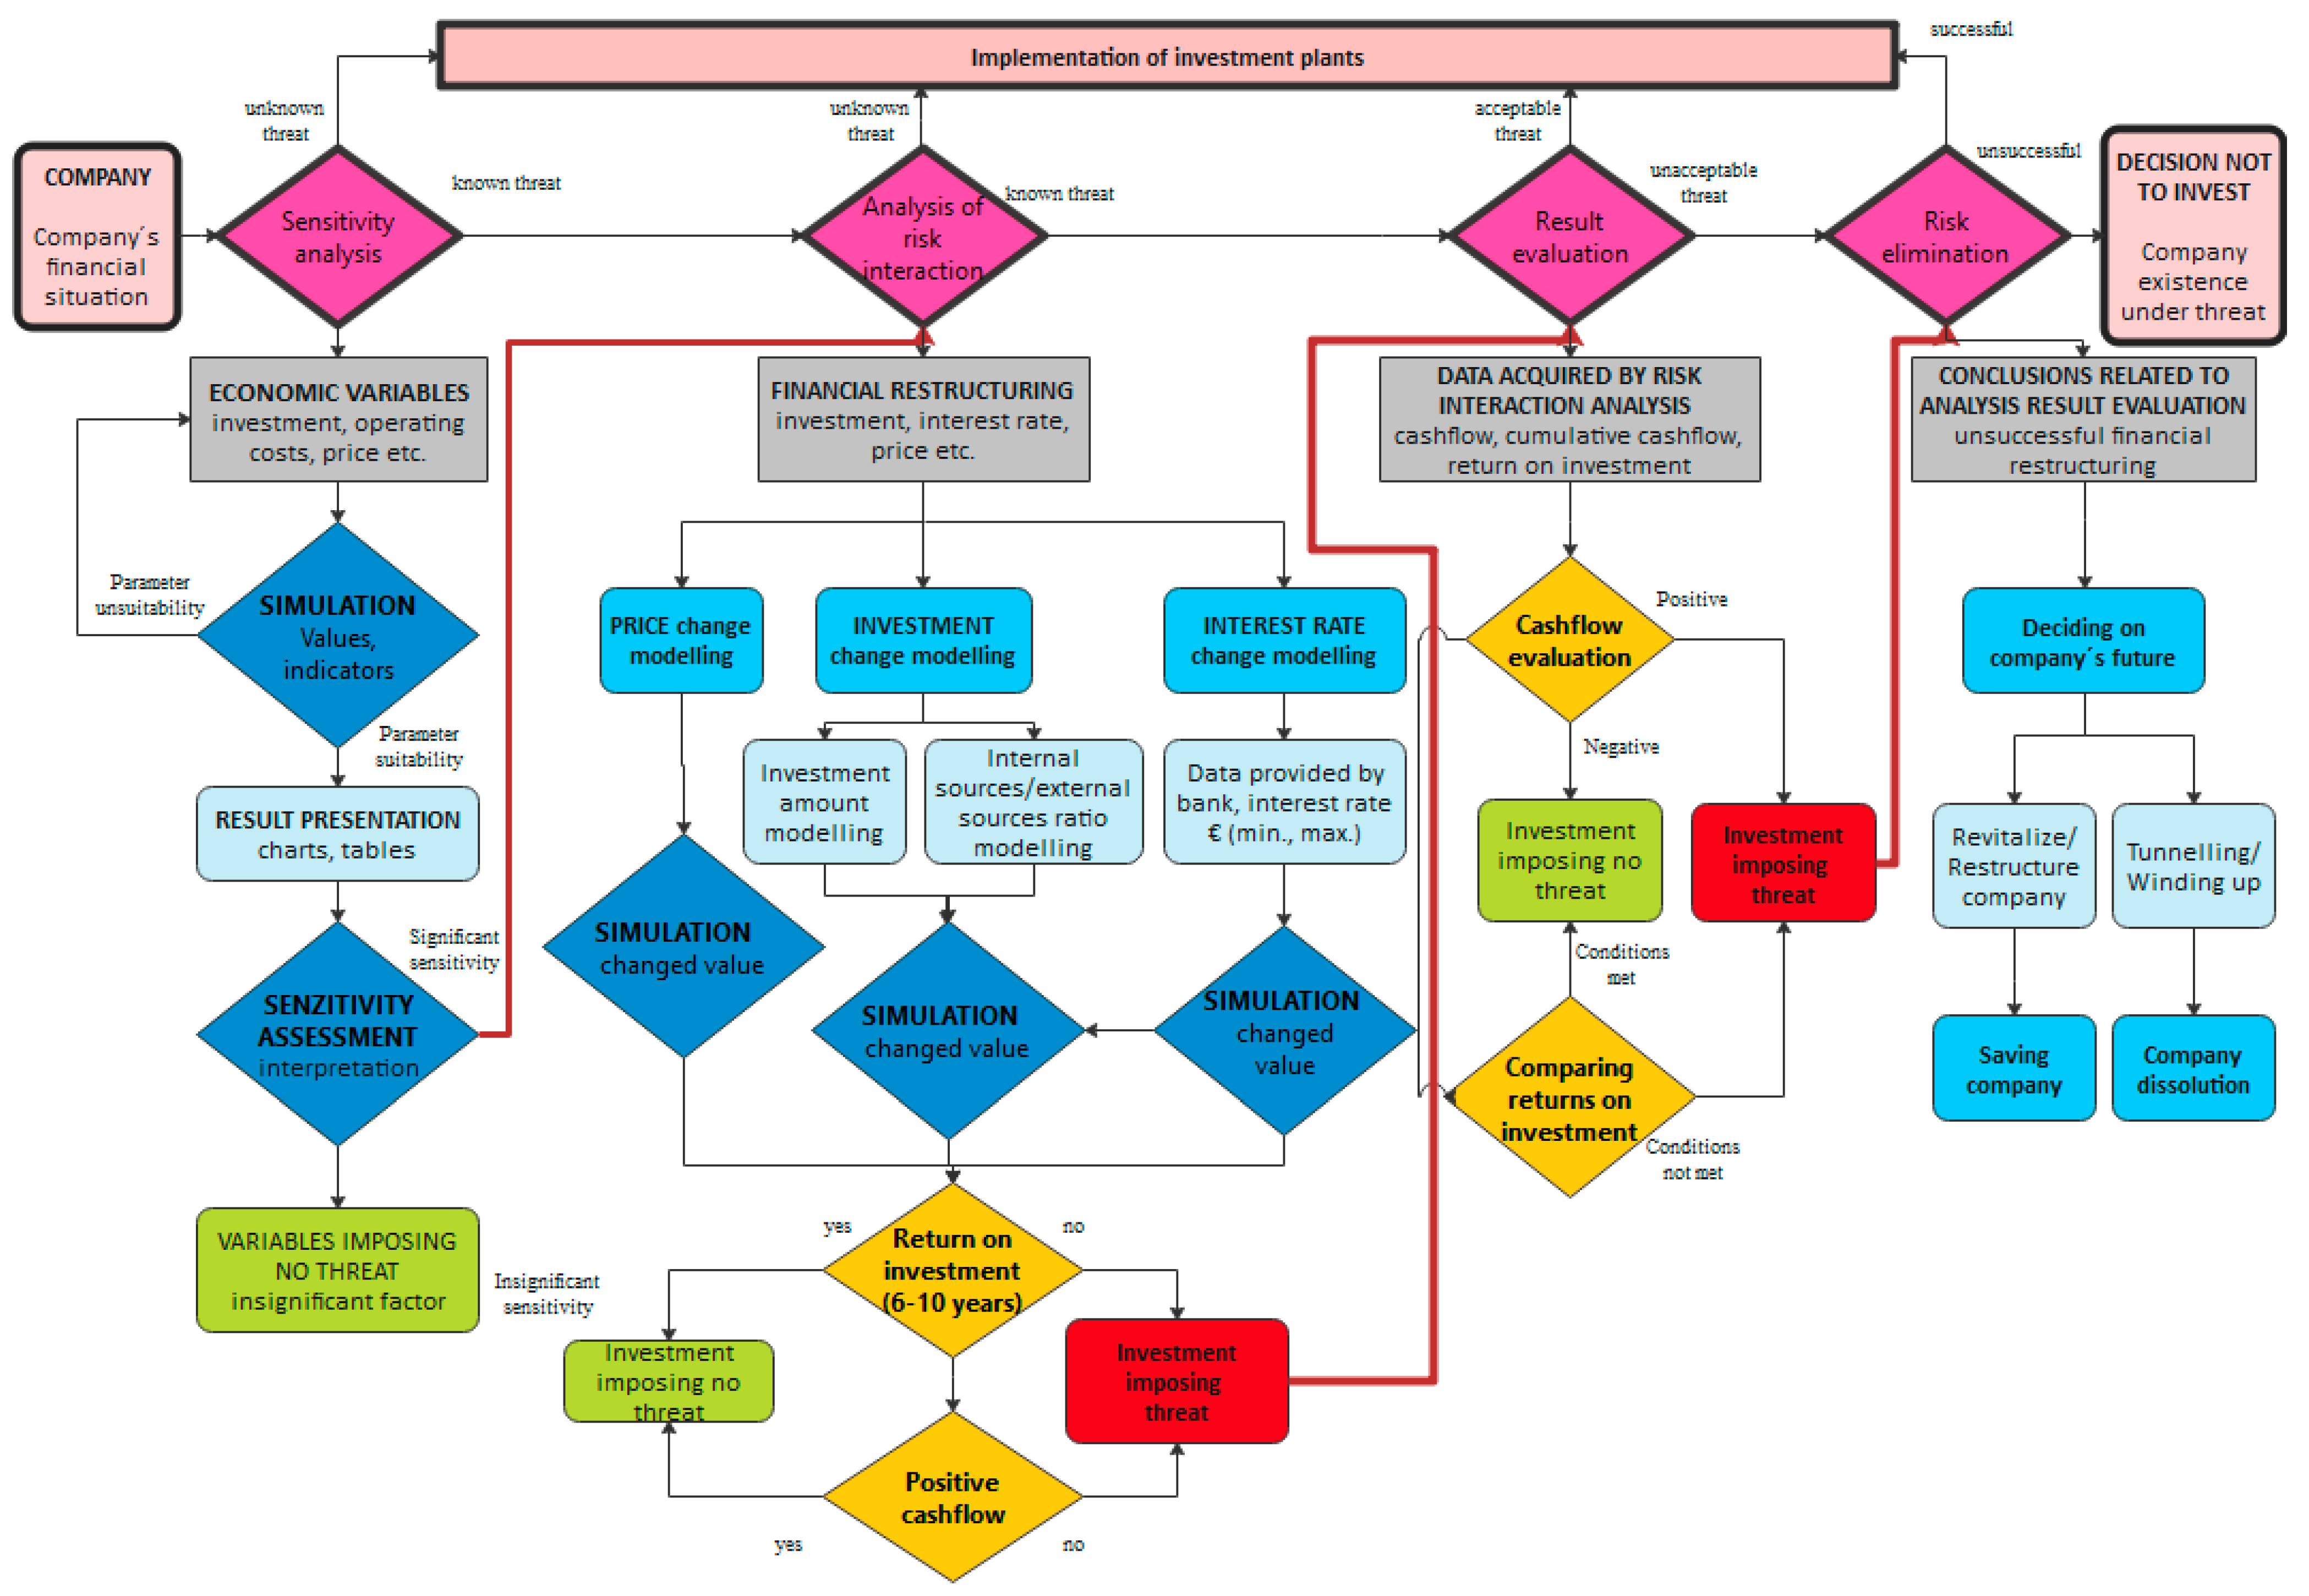 successful
Implementation of investment plants
unknown
threat
unknown
threat
acceptable
threat
unsuccessful
COMPANY
Company´s
financial
situation
Sensitivity
analysis
known threat
Analysis of
risk
interaction
known threat
Result
evaluation
unacceptable
threat
Risk
elimination
DECISION NOT
TO INVEST
Company
existence
under threat
ECONOMIC VARIABLES
investment, operating
costs, price etc.
FINANCIAL RESTRUCTURING
investment, interest rate,
price etc.
DATA ACQUIRED BY RISK
INTERACTION ANALYSIS
cashflow, cumulative cashflow,
return on investment
CONCLUSIONS RELATED TO
ANALYSIS RESULT EVALUATION
unsuccessful financial
restructuring
Parameter
unsuitability
SIMULATION
Values,
indicators
Parameter
suitability
PRICE change
modelling
INVESTMENT
change modelling
INTEREST RATE
change modelling
Cashflow
evaluation
Positive
Negative
Deciding on
company´s future
Investment
amount
modelling
Internal
sources/external
sources ratio
modelling
Data provided by
bank, interest rate
€ (min., max.)
RESULT PRESENTATION
charts, tables
Investment
imposing no
threat
Investment
imposing
threat
Revitalize/
Restructure
company
Tunnelling/
Winding up
Significant
sensitivity
SENZITIVITY
ASSESSMENT
interpretation
SIMULATION
changed value
SIMULATION
changed value
SIMULATION
changed
value
Conditions
met
Comparing
returns on
investment
Conditions
not met
Saving
company
Company
dissolution
VARIABLES IMPOSING
NO THREAT
insignificant factor
Insignificant
sensitivity
yes
no
Return on
investment
(6-10 years)
Investment
imposing no
threat
Investment
imposing
threat
Positive
cashflow
yes
no